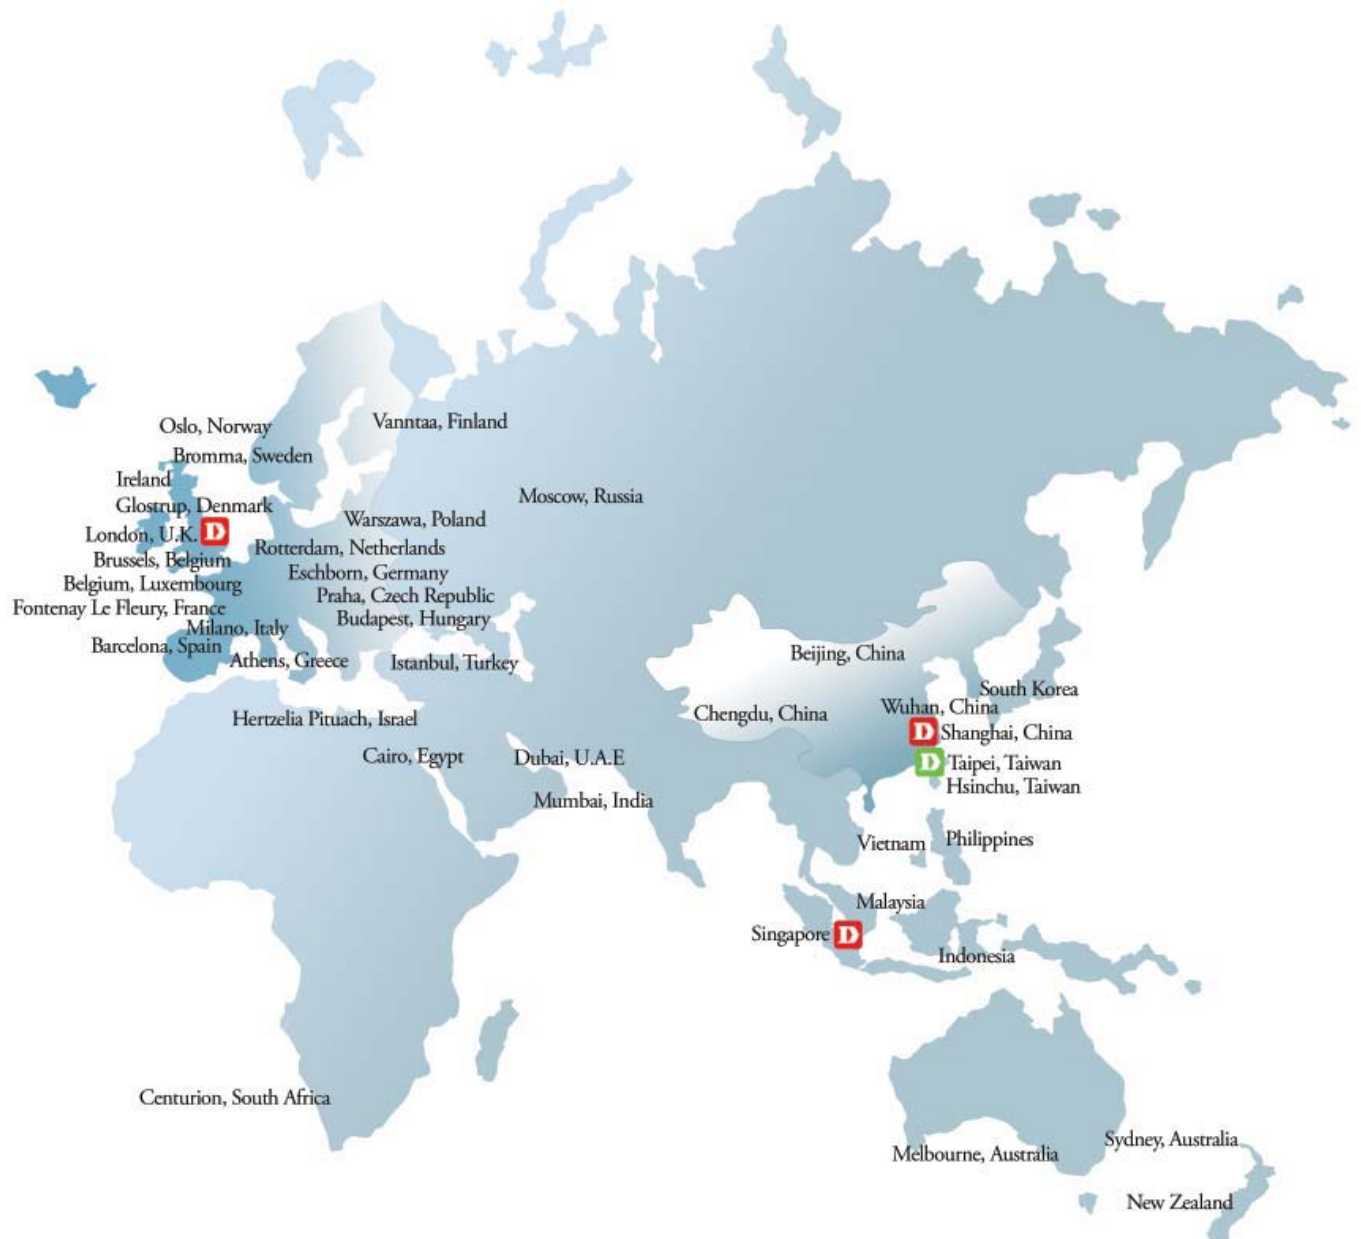 Oslo, Norway
Vanntaa, Finland
Bromma, Sweden
Ireland
Moscow, Russia
Glostrup, Denmark
Warszawa, Poland
London, U.K. D
Rotterdam, Netherlands
Brussels, Belgium
Eschborn, Germany
Belgium, Luxembourg
Praha, Czech Republic
Fontenay Le Fleury, France
Budapest, Hungary
Milano, Italy
Barcelona, Spain
Athens, Greece
Istanbul, Turkey
Beijing, China
South Korea
Wuhan, China
Chengdu, China
Hertzelia Pituach, Israel
D Shanghai, China
Cairo, Egypt
Dubai, U.A.E
D Taipei, Taiwan
Hsinchu, Taiwan
Mumbai, India
Vietnam
Philippines
Malaysia
Singapore D
Indonesia
Centurion, South Africa
Sydney, Australia
Melbourne, Australia
New Zealand